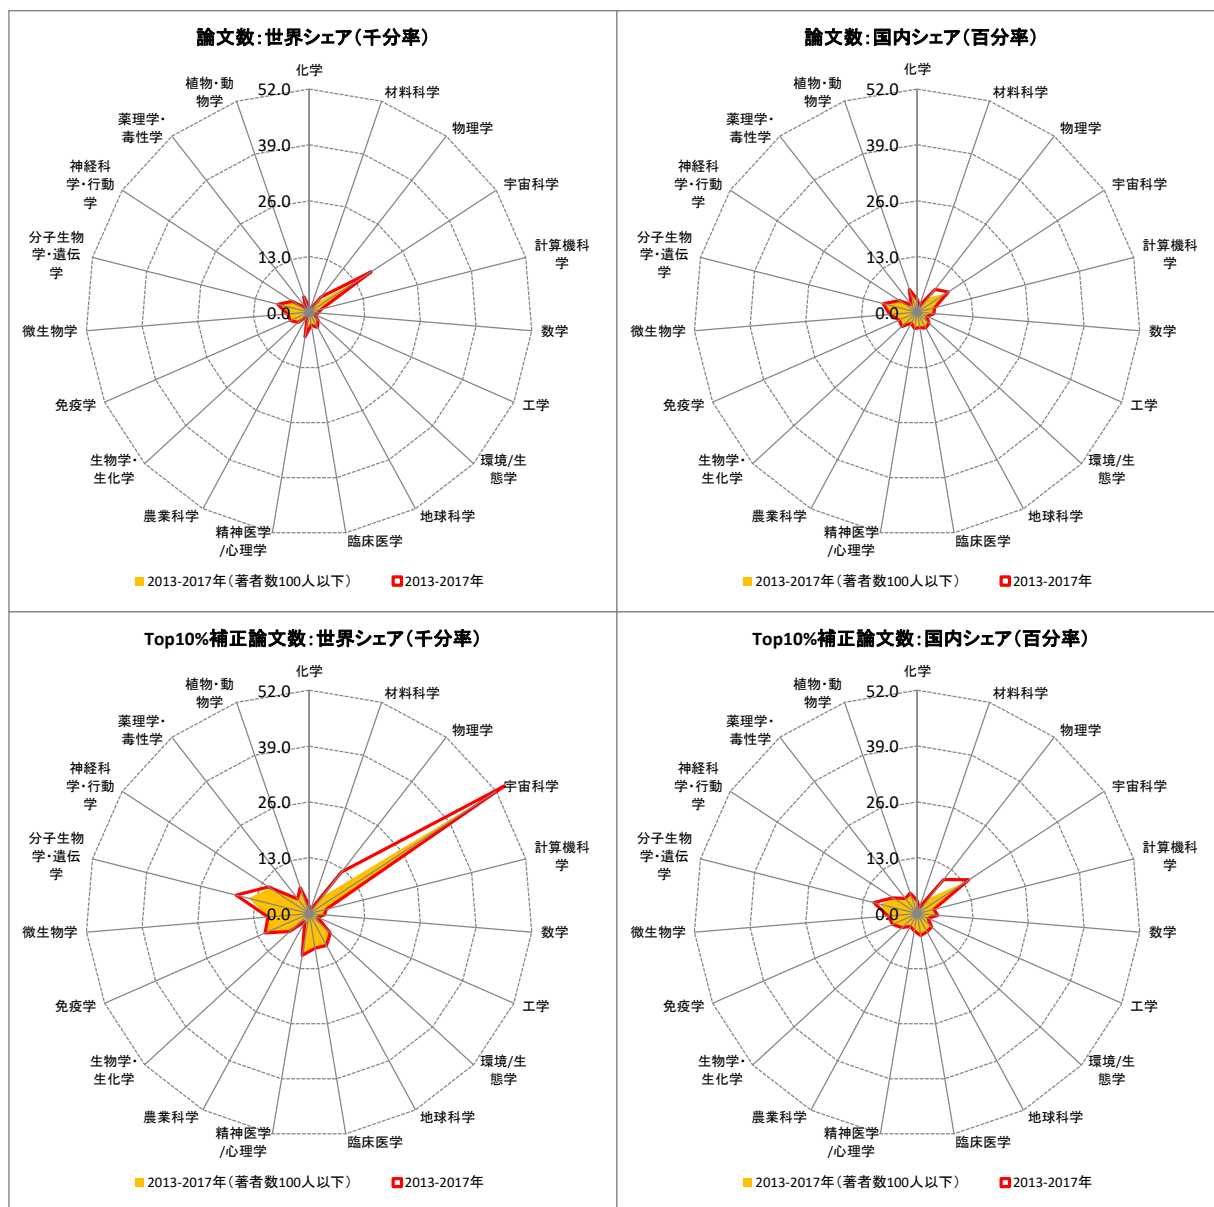 論文数：世界シェア（千分率）
化学
材料科学
物理学
宇宙科学
計算機科
学
数学
工学
環境/生
態学
地球科学
臨床医学
精神医学
/心理学
農業科学
生物学・
生化学
免疫学
微生物学
分子生物
学・遺伝
学
神経科
学・行動
学
薬理学・
毒性学
植物・動
物学
52.0
39.0
26.0
13.0
0.0
2013-2017年（著者数100人以下）
2013-2017年
論文数：国内シェア（百分率）
化学
材料科学
物理学
宇宙科学
計算機科
学
数学
工学
環境/生
態学
地球科学
臨床医学
精神医学
/心理学
農業科学
生物学・
生化学
免疫学
微生物学
分子生物
学・遺伝
学
神経科
学・行動
学
薬理学・
毒性学
植物・動
物学
52.0
39.0
26.0
13.0
0.0
2013-2017年（著者数100人以下）
2013-2017年
Top10%補正論文数：世界シェア（千分率）
化学
材料科学
物理学
宇宙科学
計算機科
学
数学
工学
環境/生
態学
地球科学
臨床医学
精神医学
/心理学
農業科学
生物学・
生化学
免疫学
微生物学
分子生物
学・遺伝
学
神経科
学・行動
学
薬理学・
毒性学
植物・動
物学
52.0
39.0
26.0
13.0
0.0
2013-2017年（著者数100人以下）
2013-2017年
Top10%補正論文数：国内シェア（百分率）
化学
材料科学
物理学
宇宙科学
計算機科
学
数学
工学
環境/生
態学
地球科学
臨床医学
精神医学
/心理学
農業科学
生物学・
生化学
免疫学
微生物学
分子生物
学・遺伝
学
神経科
学・行動
学
薬理学・
毒性学
植物・動
物学
52.0
39.0
26.0
13.0
0.0
2013-2017年（著者数100人以下）
2013-2017年